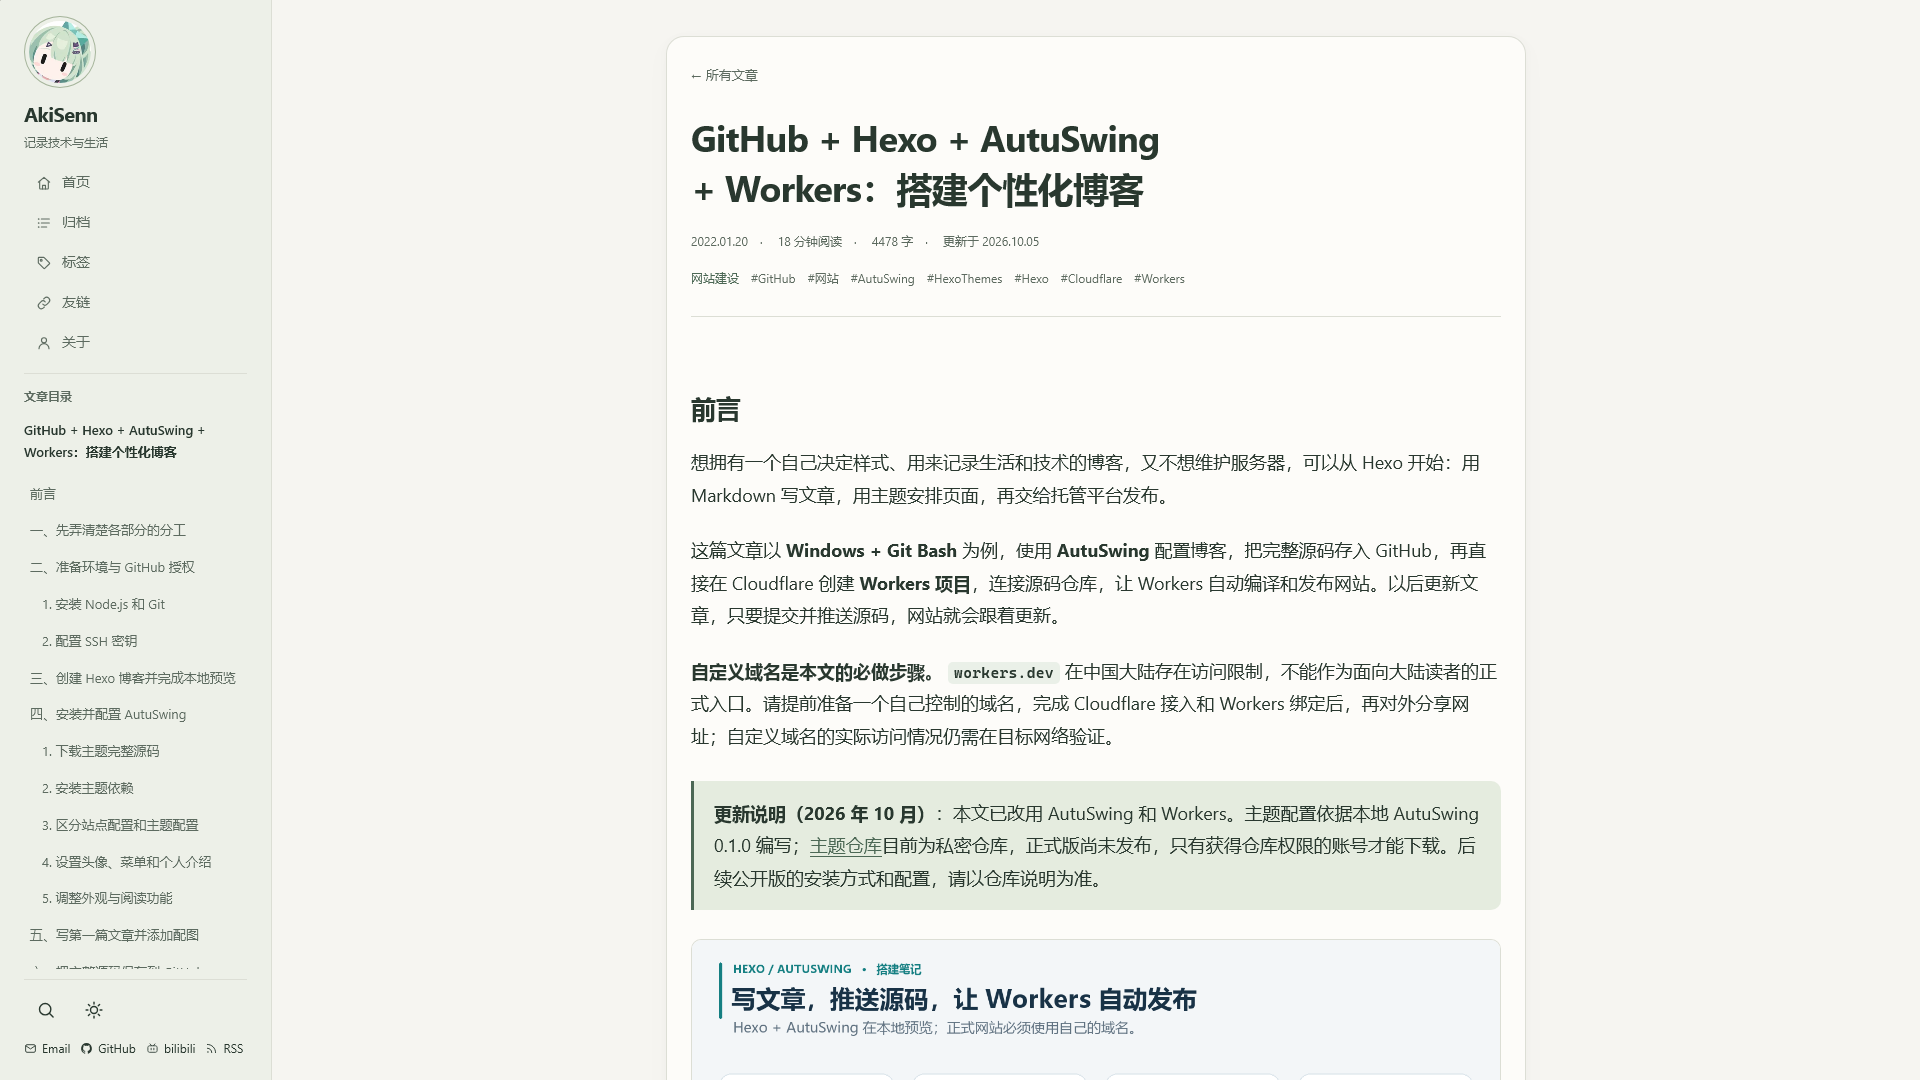 AkiSenn
记录技术与生活
首页
归档
标签
友链
关于
文章目录
GitHub + Hexo + AutuSwing +
Workers：搭建个性化博客
前言
一、先弄清楚各部分的分工
二、准备环境与 GitHub 授权
1. 安装 Node.js 和 Git
2. 配置 SSH 密钥
三、创建 Hexo 博客并完成本地预览
四、安装并配置 AutuSwing
1. 下载主题完整源码
2. 安装主题依赖
3. 区分站点配置和主题配置
4. 设置头像、菜单和个人介绍
5. 调整外观与阅读功能
五、写第一篇文章并添加配图
Email GitHub bilibili RSS
← 所有文章
GitHub + Hexo + AutuSwing
+ Workers：搭建个性化博客
2022.01.20 · 18 分钟阅读 · 4478 字 · 更新于 2026.10.05
网站建设 #GitHub #网站 #AutuSwing #HexoThemes #Hexo #Cloudflare #Workers
前言
想拥有一个自己决定样式、用来记录生活和技术的博客，又不想维护服务器，可以从 Hexo 开始：用
Markdown 写文章，用主题安排页面，再交给托管平台发布。
这篇文章以 Windows + Git Bash 为例，使用 AutuSwing 配置博客，把完整源码存入 GitHub，再直
接在 Cloudflare 创建 Workers 项目，连接源码仓库，让 Workers 自动编译和发布网站。以后更新文
章，只要提交并推送源码，网站就会跟着更新。
自定义域名是本文的必做步骤。 workers.dev 在中国大陆存在访问限制，不能作为面向大陆读者的正
式入口。请提前准备一个自己控制的域名，完成 Cloudflare 接入和 Workers 绑定后，再对外分享网
址；自定义域名的实际访问情况仍需在目标网络验证。
更新说明（2026 年 10 月）：本文已改用 AutuSwing 和 Workers。主题配置依据本地 AutuSwing
0.1.0 编写；主题仓库目前为私密仓库，正式版尚未发布，只有获得仓库权限的账号才能下载。后
续公开版的安装方式和配置，请以仓库说明为准。
HEXO / AUTUSWING • 搭建笔记
写文章，推送源码，让 Workers 自动发布
Hexo + AutuSwing 在本地预览；正式网站必须使用自己的域名。